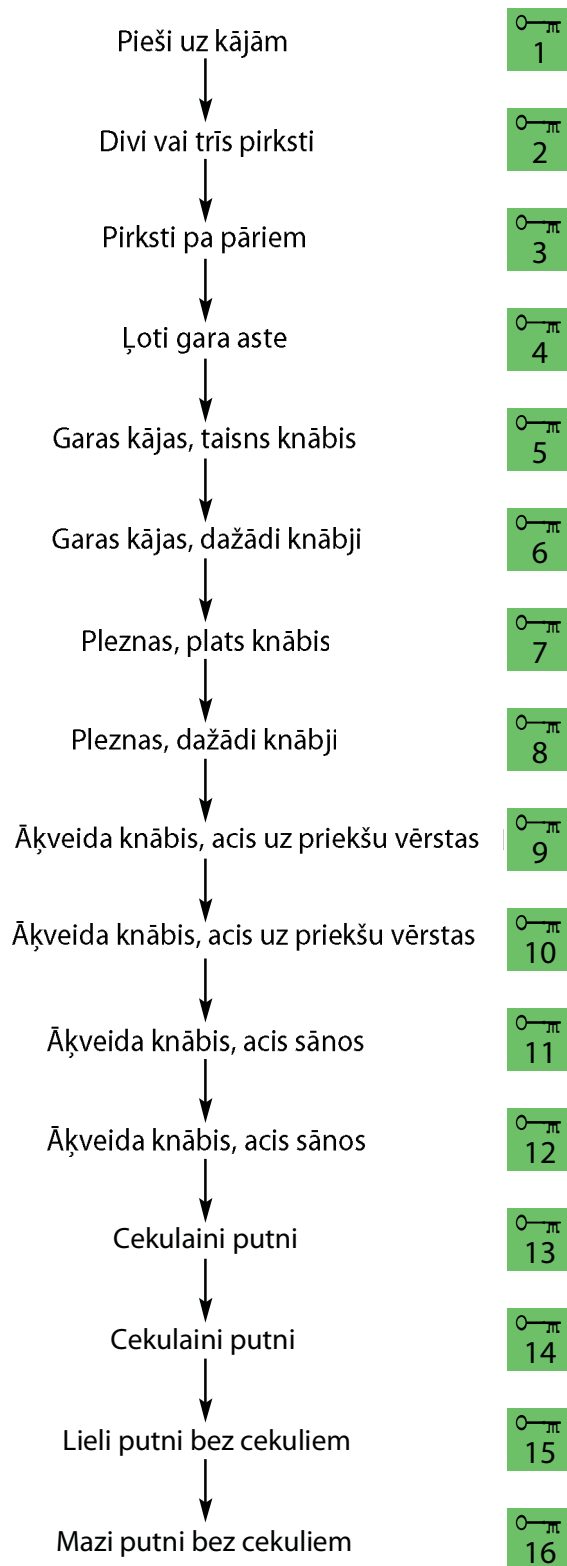 Pieši uz kājām
1
Divi vai trīs pirksti
2
Pirksti pa pāriem
3
Ļoti gara aste
4
Garas kājas, taisns knābis
5
Garas kājas, dažādi knābji
6
Pleznas, plats knābis
7
Pleznas, dažādi knābji
8
Āķveida knābis, acis uz priekšu vērstas
9
Āķveida knābis, acis uz priekšu vērstas
10
Āķveida knābis, acis sānos
11
Āķveida knābis, acis sānos
12
Cekulaini putni
13
Cekulaini putni
14
Lieli putni bez cekuliem
15
Mazi putni bez cekuliem
16